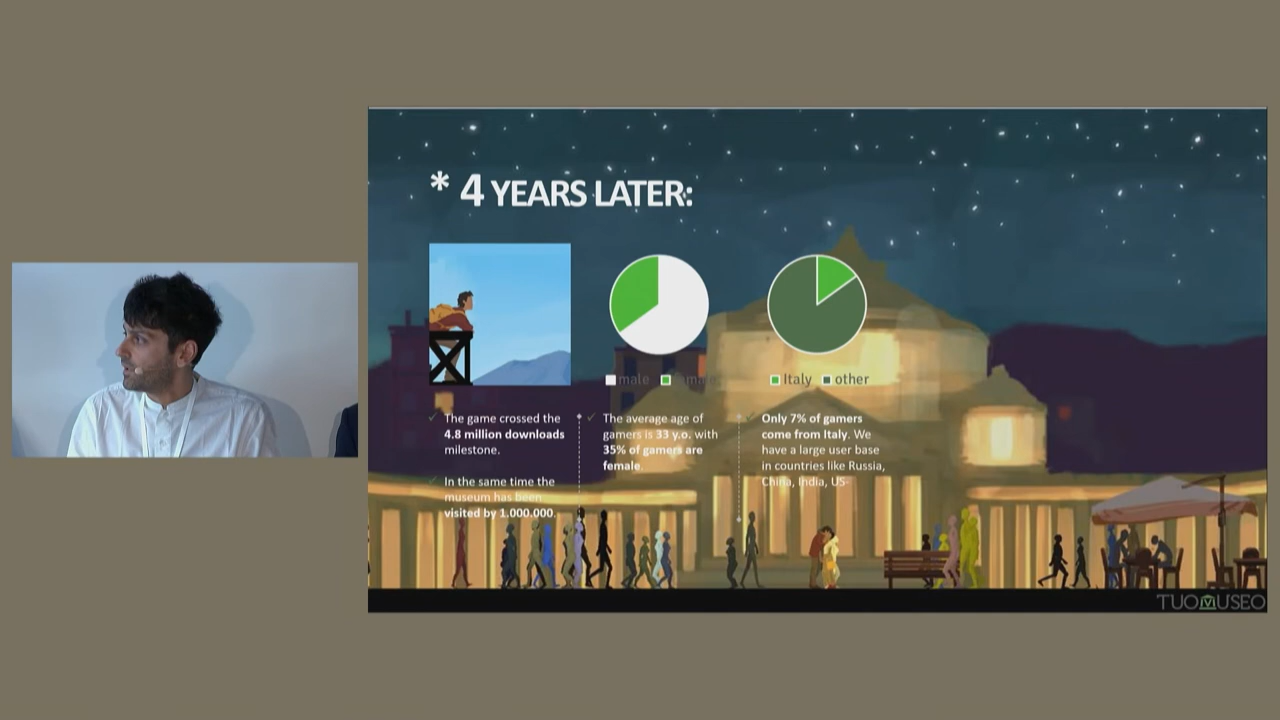 * 4 YEARS LATER:
male female
Italy other
The game crossed the
4.8 million downloads
milestone.
In the same time the
museum has been
visited by 1.000.000.
The average age of
gamers is 33 y.o. with
35% of gamers are
female.
Only 7% of gamers
come from Italy. We
have a large user base
in countries like Russia,
China, India, US
TUOMUSEO